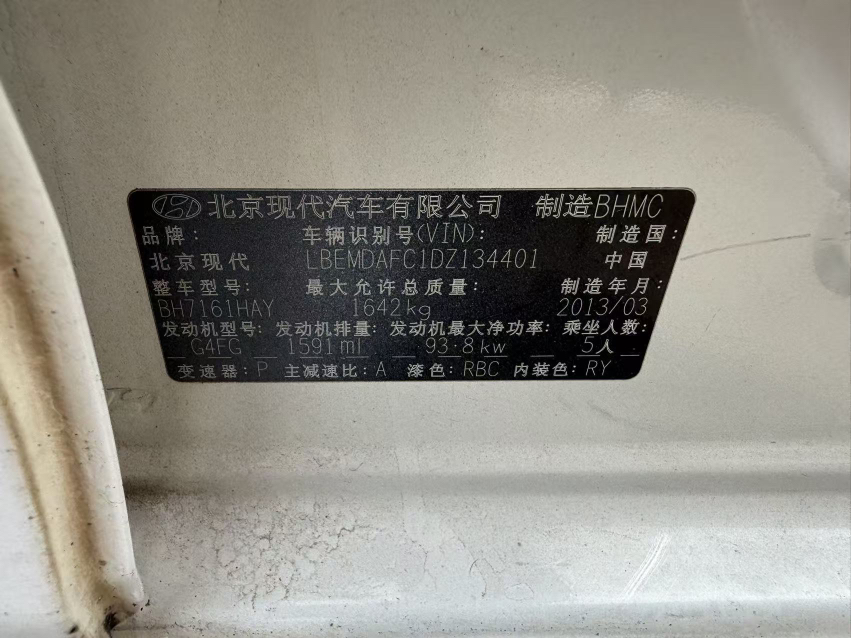 北京现代汽车有限公司 制造BHMC
品牌: 车辆识别号(VIN): 制造国:
北京现代 LBEMDAFC1DZ134401 中国
整车型号: 最大允许总质量: 制造年月:
BH7161HAY 1642kg 2013/03
发动机型号: 发动机排量: 发动机最大净功率: 乘坐人数:
G4FG 1591ml 93·8kw 5人
变速器:P 主减速比:A 漆色:RBC 内装色:RY